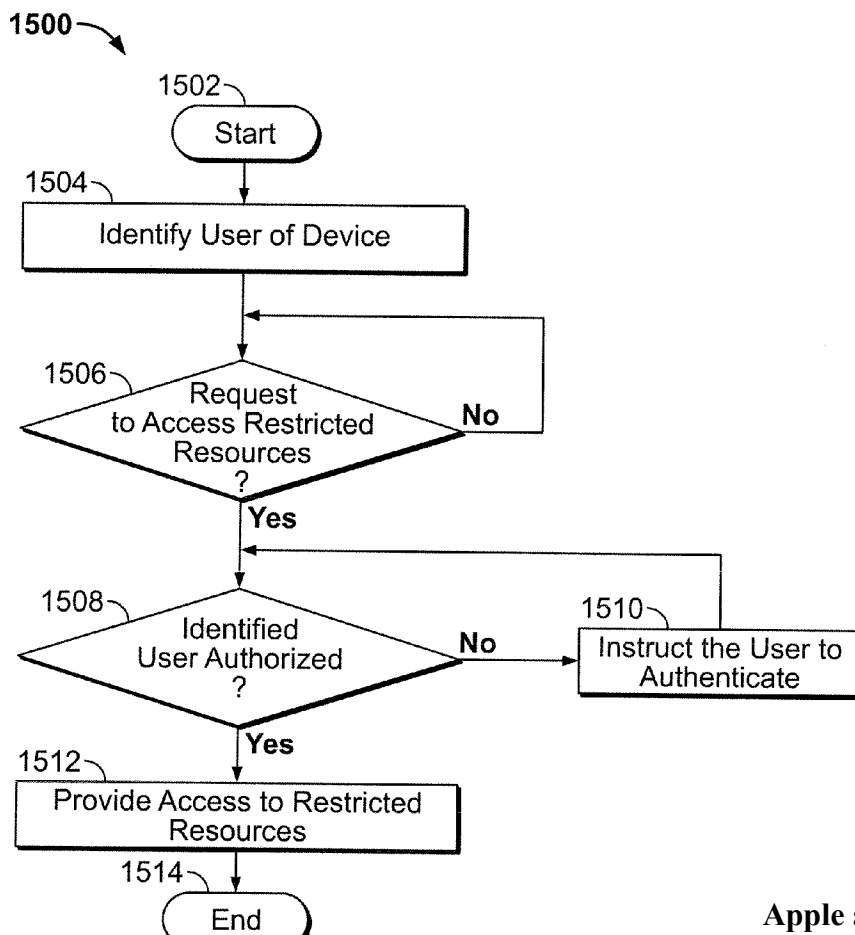 1500
1502
Start
1504
Identify User of Device
1506
Request
to Access Restricted
Resources
?
No
Yes
1508
Identified
User Authorized
?
No
1510
Instruct the User to
Authenticate
Yes
1512
Provide Access to Restricted
Resources
1514
End
Apple